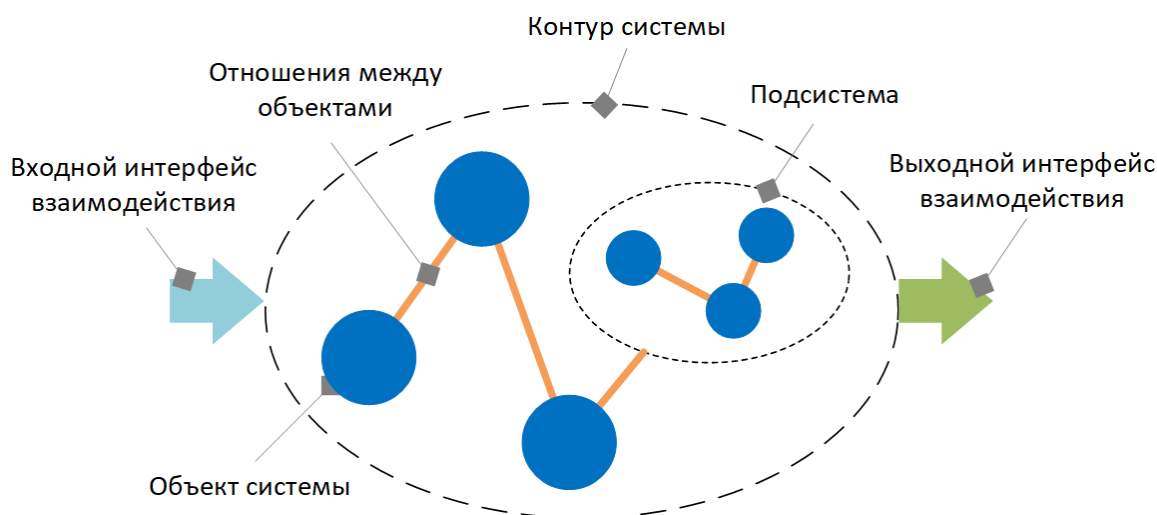 Контур системы
Отношения между
объектами
Подсистема
Входной интерфейс
взаимодействия
Выходной интерфейс
взаимодействия
Объект системы